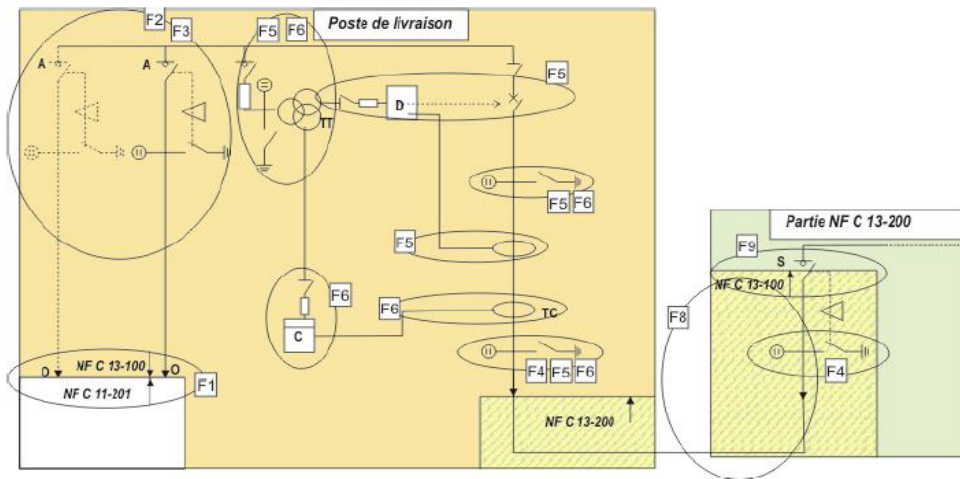 F2
F3
F5
F6
Poste de livraison
F5
A
A
TT
D
F5
F6
F5
Partie NF C 13-200
F9
S
NF C 13-100
F8
F6
F6
TC
C
F4
F5
F6
F4
NF C 13-100
O
O
F1
NF C 11-201
NF C 13-200